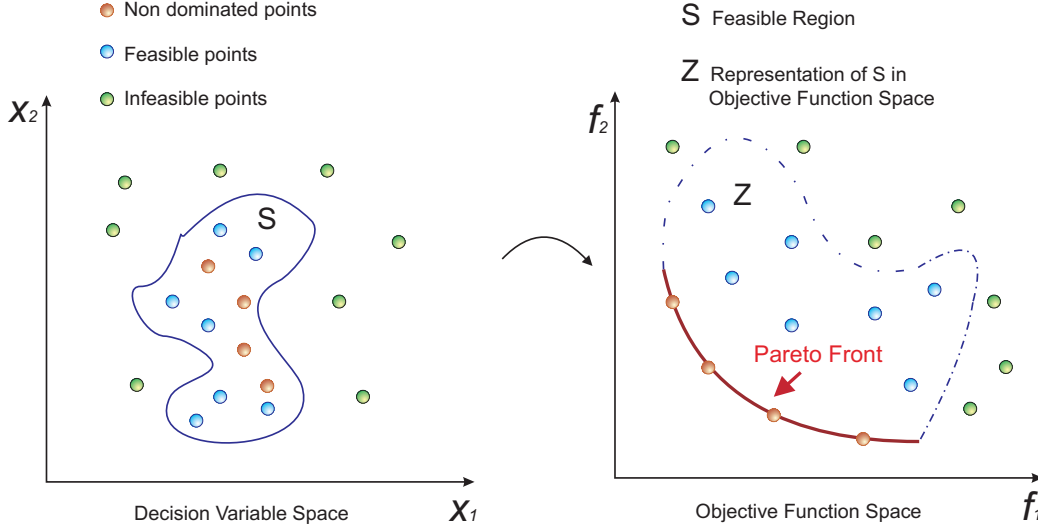 Non dominated points
Feasible points
Infeasible points
X2
S
X1
Decision Variable Space
S Feasible Region
Z Representation of S in
Objective Function Space
f2
Z
Pareto Front
f1
Objective Function Space